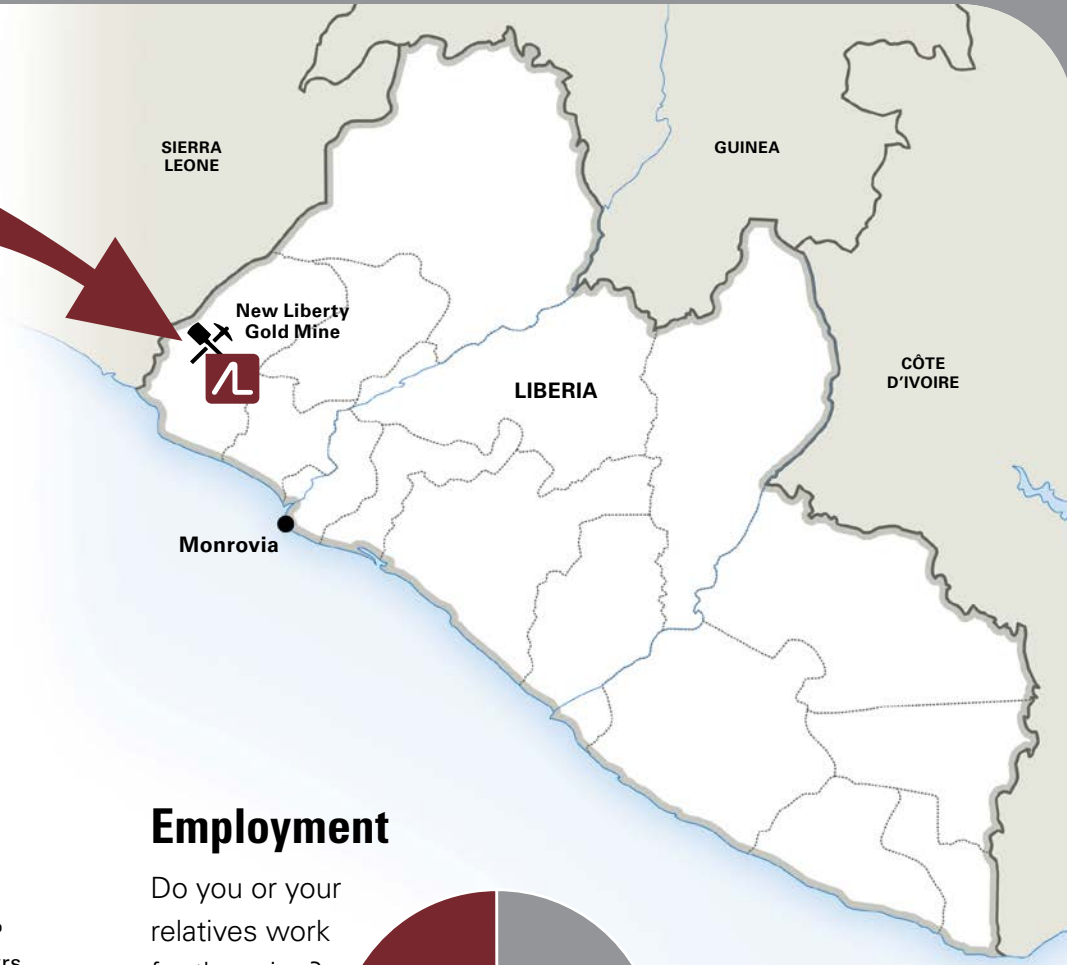 SIERRA
LEONE
GUINEA
New Liberty
Gold Mine
CÔTE
D'IVOIRE
LIBERIA
Monrovia
Employment
Do you or your
relatives work